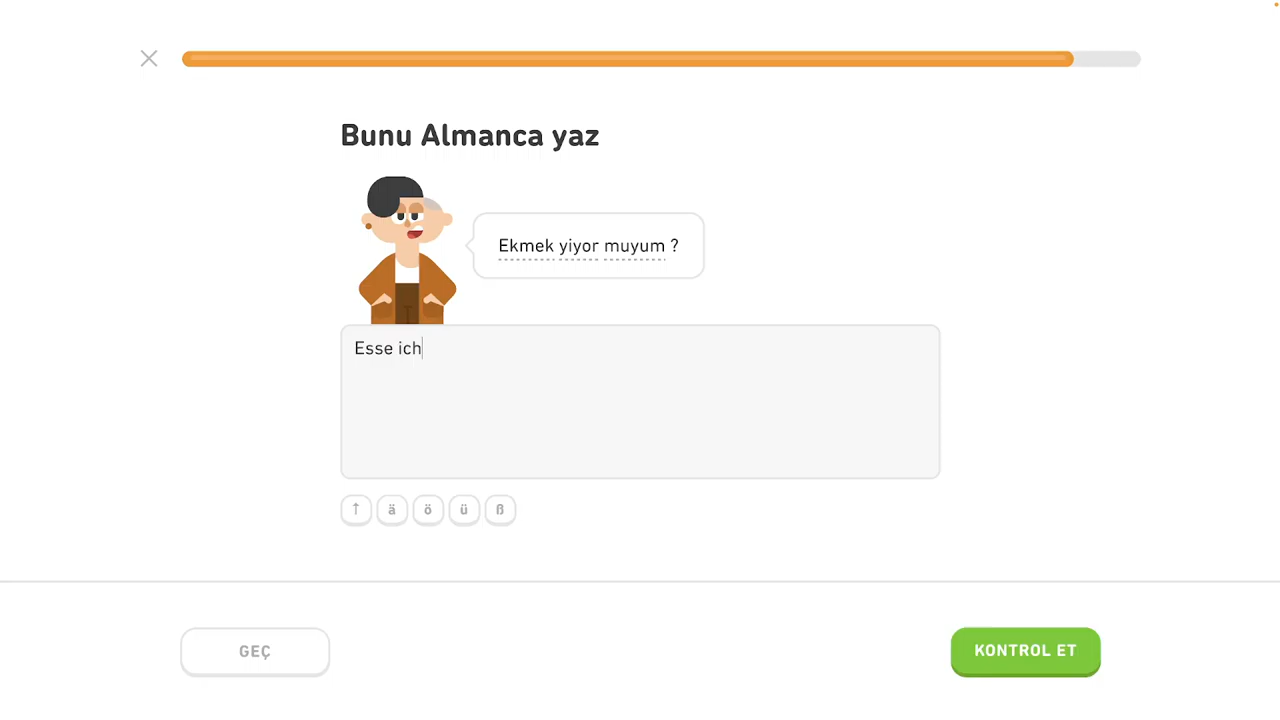 Bunu Almanca yaz
Ekmek yiyor muyum ?
Esse ich
↑ ä ö ü ß
GEÇ
KONTROL ET